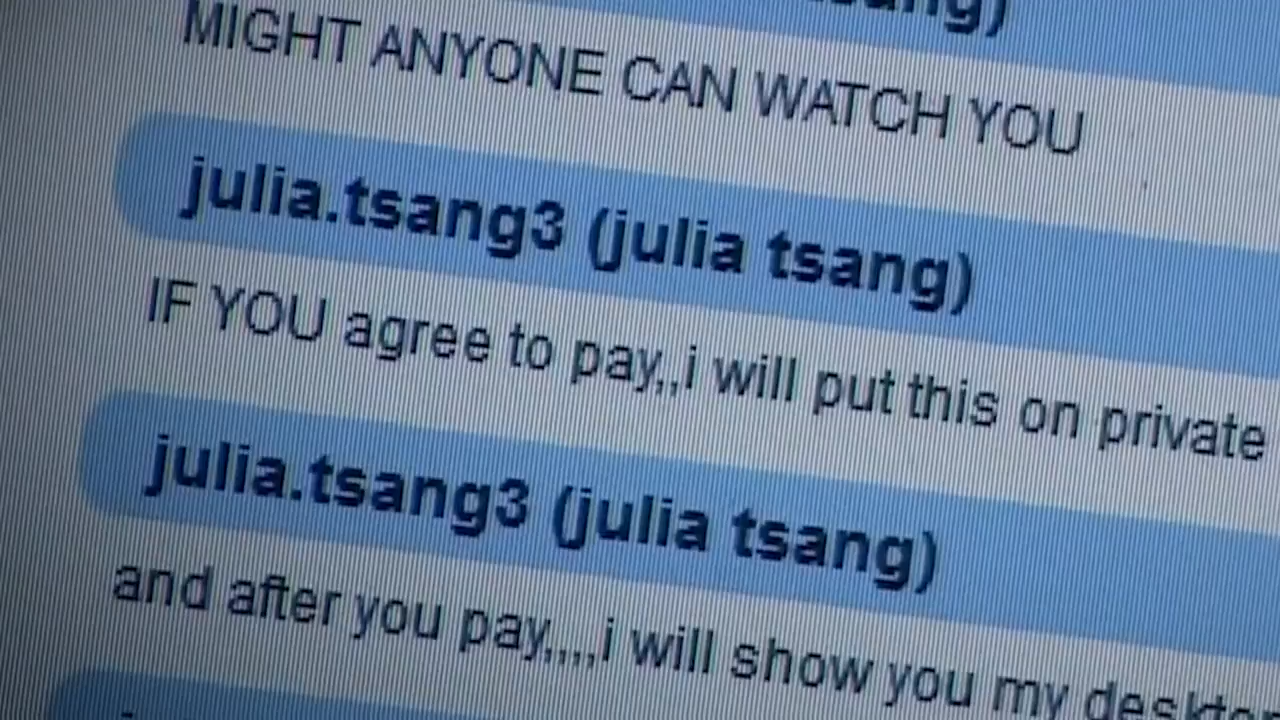 MIGHT ANYONE CAN WATCH YOU
julia.tsang3 (julia tsang)
IF YOU agree to pay,,i will put this on private
julia.tsang3 (julia tsang)
and after you pay,,,,i will show you my